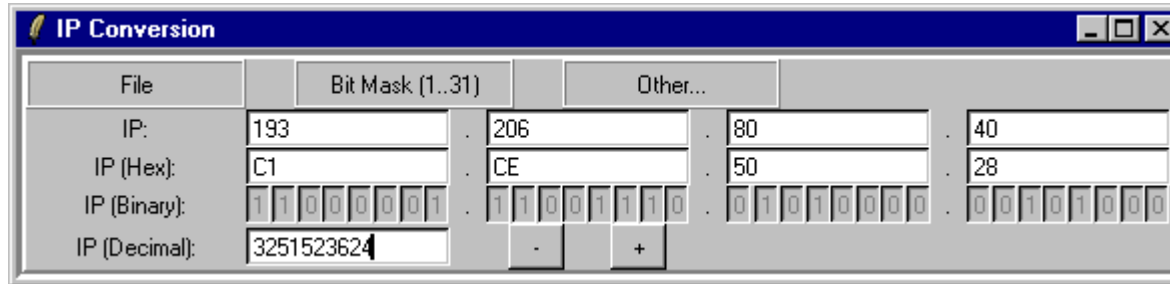 IP Conversion
File Bit Mask (1..31) Other...
IP: 193 . 206 . 80 . 40
IP (Hex): C1 . CE . 50 . 28
IP (Binary): 1 1 0 0 0 0 0 1 . 1 1 0 0 1 1 1 0 . 0 1 0 1 0 0 0 0 . 0 0 1 0 1 0 0 0
IP (Decimal): 3251523624 - +